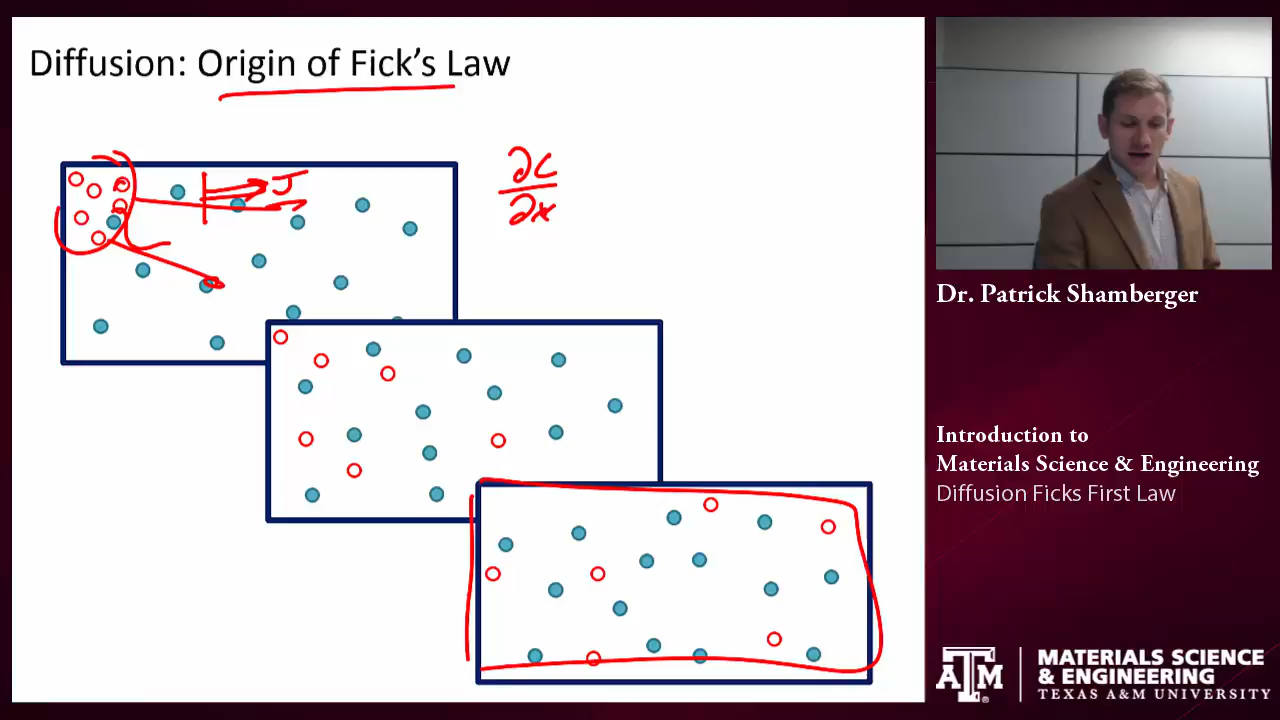 Diffusion: Origin of Fick's Law
J
∂C
∂x
Dr. Patrick Shamberger
Introduction to
Materials Science & Engineering
Diffusion Ficks First Law
ATM
MATERIALS SCIENCE
& ENGINEERING
TEXAS A&M UNIVERSITY